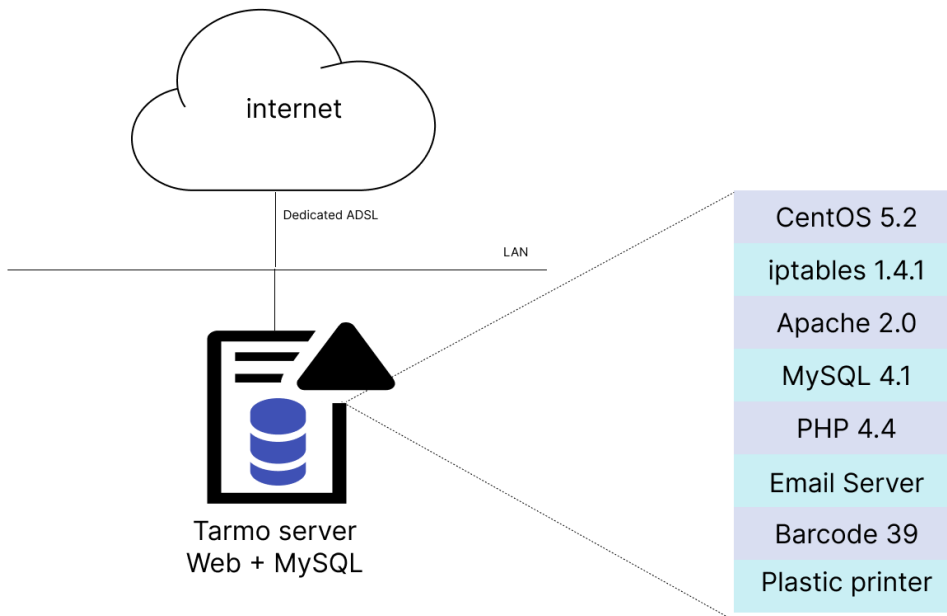 internet
Dedicated ADSL
LAN
Tarmo server
Web + MySQL
CentOS 5.2
iptables 1.4.1
Apache 2.0
MySQL 4.1
PHP 4.4
Email Server
Barcode 39
Plastic printer